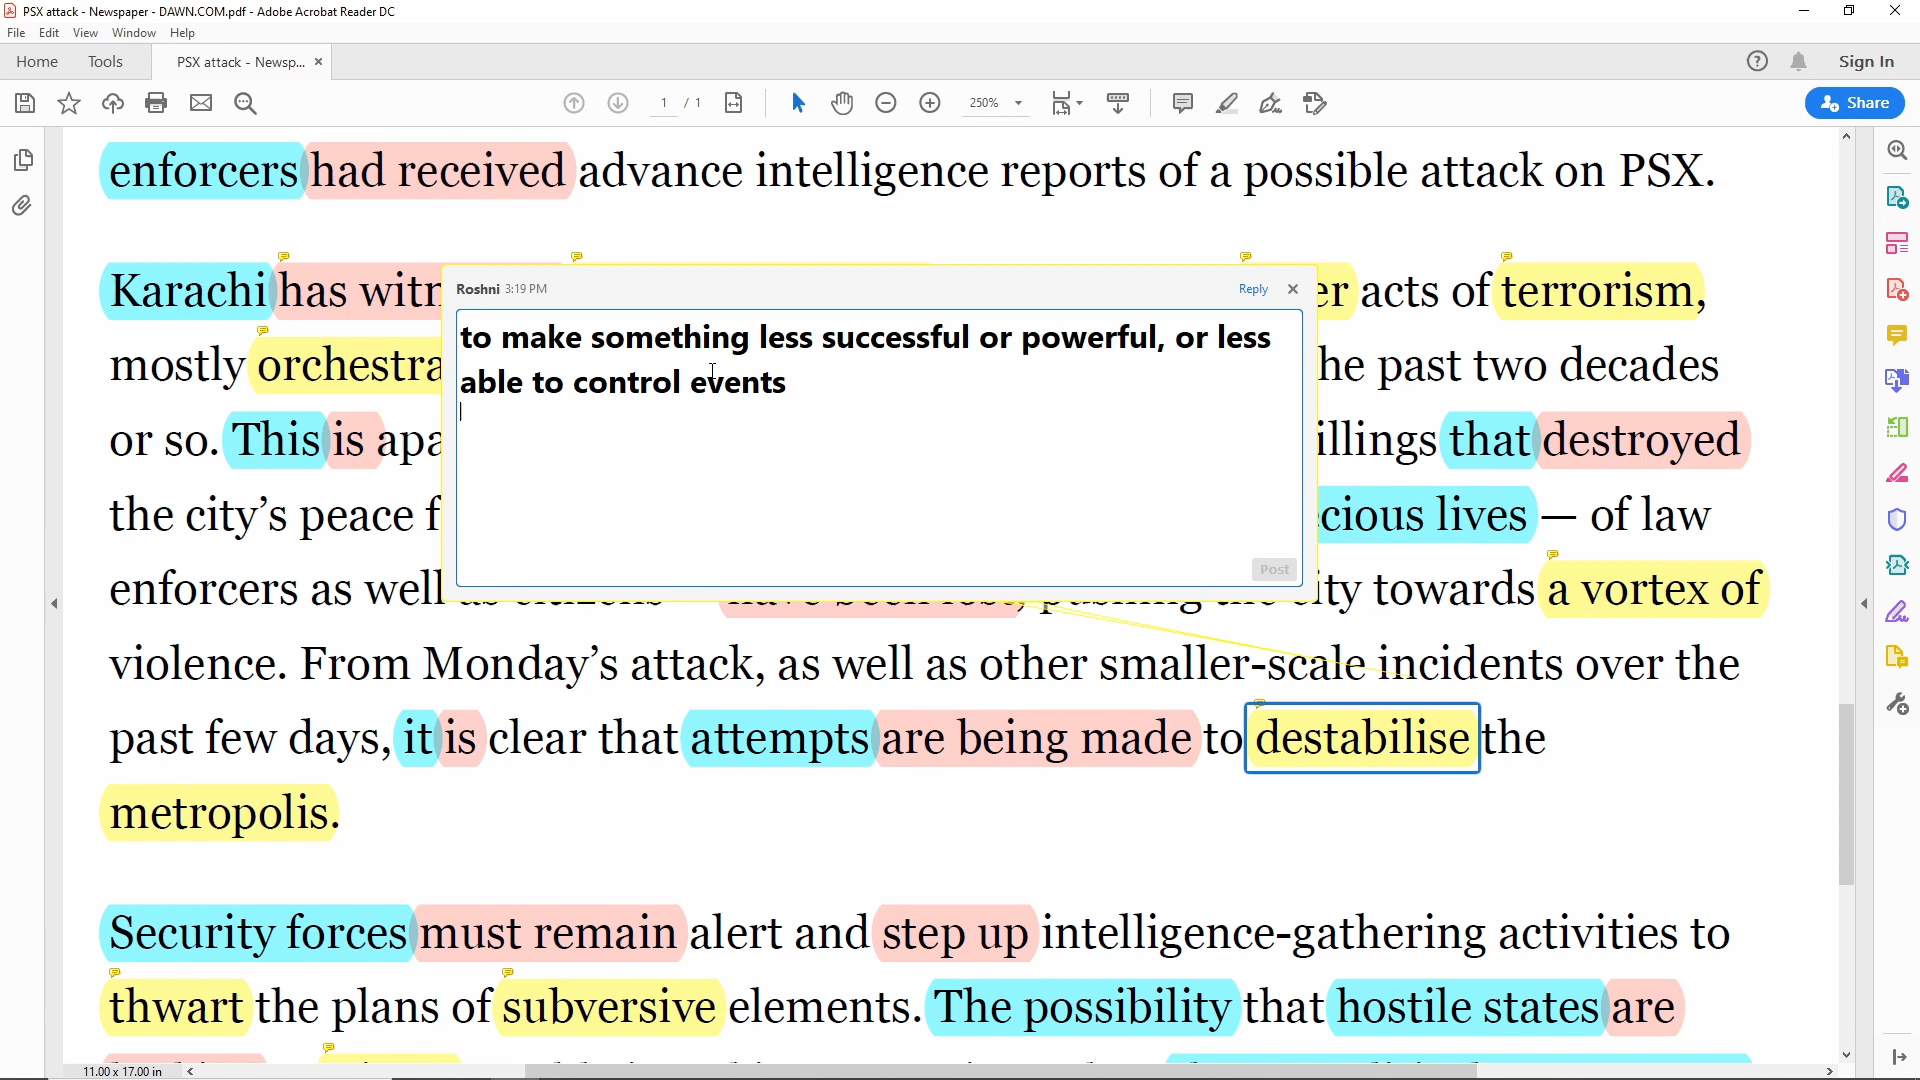 PSX attack - Newspaper - DAWN.COM.pdf - Adobe Acrobat Reader DC
File Edit View Window Help
Home Tools PSX attack - Newsp... × Sign In
1 / 1 250% Share
enforcers had received advance intelligence reports of a possible attack on PSX.
Karachi has acts of terrorism,
Roshni 3:19 PM Reply
to make something less successful or powerful, or less
able to control events
Post
mostly he past two decades
or so. This is that destroyed
the city's peace lives — of law
enforcers as well towards a vortex of
violence. From Monday's attack, as well as other smaller-scale incidents over the
past few days, it is clear that attempts are being made to destabilise the
metropolis.
Security forces must remain alert and step up intelligence-gathering activities to
thwart the plans of subversive elements. The possibility that hostile states are
11.00 x 17.00 in